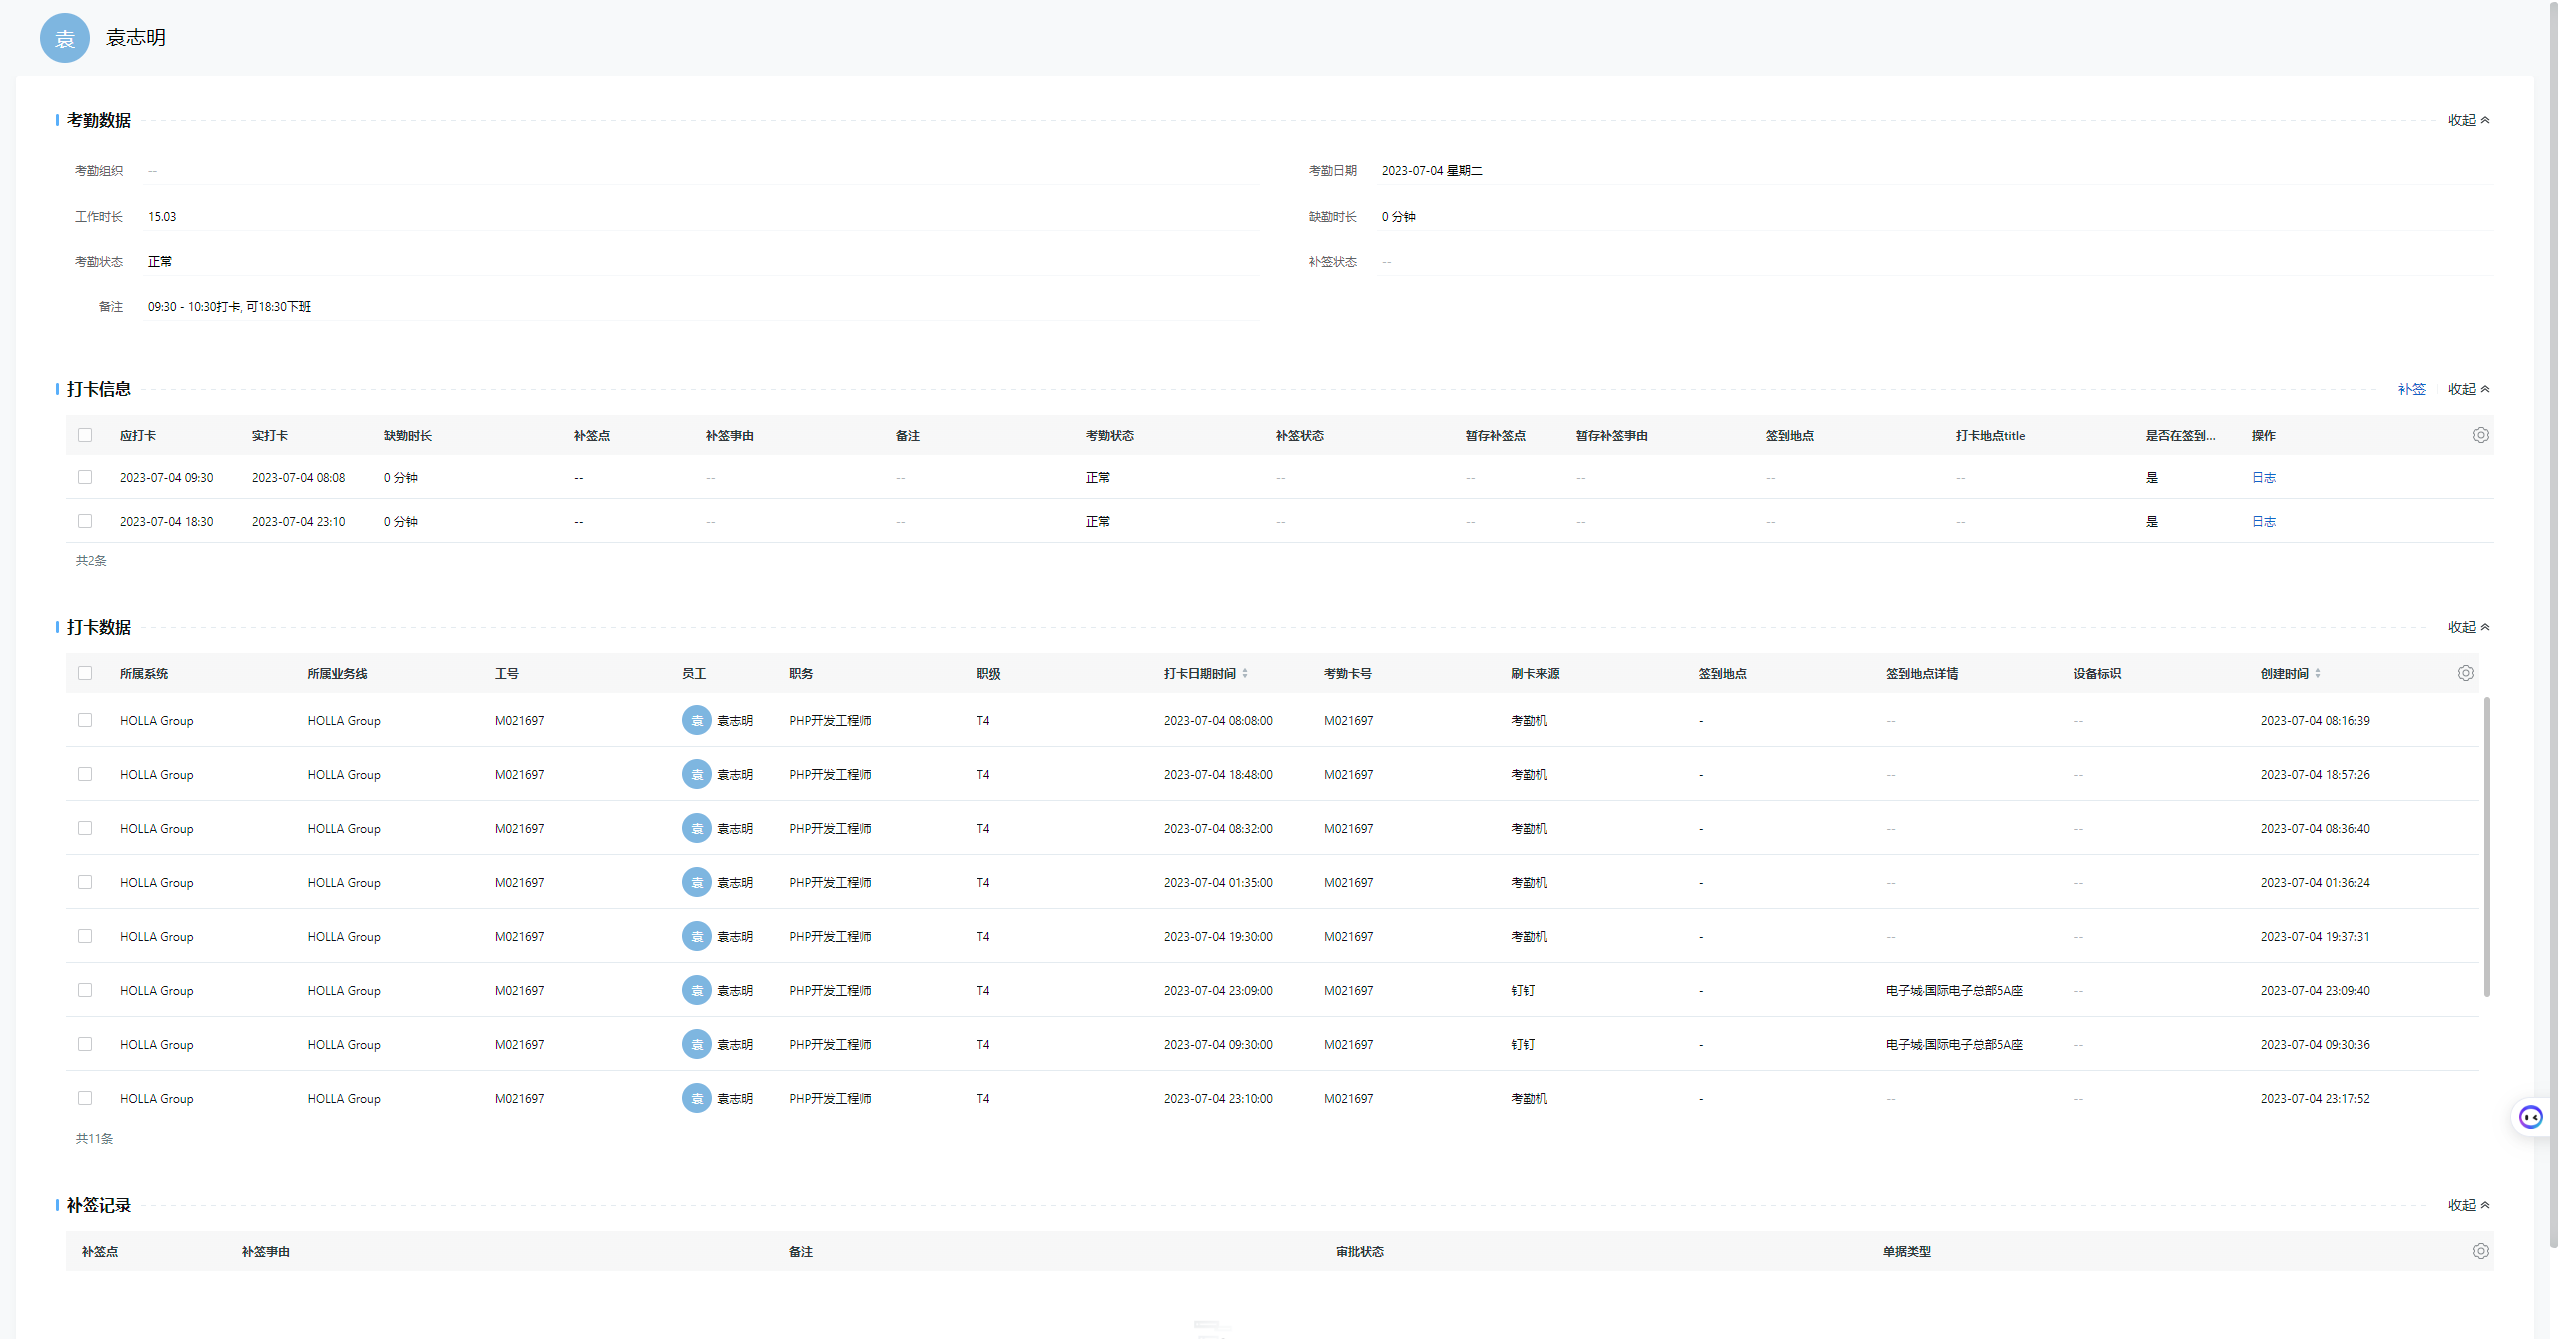 袁 袁志明
考勤数据 收起
考勤组织 -- 考勤日期 2023-07-04 星期二
工作时长 15.03 缺勤时长 0 分钟
考勤状态 正常 补签状态 --
备注 09:30 - 10:30打卡, 可18:30下班
打卡信息 补签 收起
应打卡 实打卡 缺勤时长 补签点 补签事由 备注 考勤状态 补签状态 暂存补签点 暂存补签事由 签到地点 打卡地点title 是否在签到... 操作
2023-07-04 09:30 2023-07-04 08:08 0 分钟 -- -- -- 正常 -- -- -- -- -- 是 日志
2023-07-04 18:30 2023-07-04 23:10 0 分钟 -- -- -- 正常 -- -- -- -- -- 是 日志
共2条
打卡数据 收起
所属系统 所属业务线 工号 员工 职务 职级 打卡日期时间 考勤卡号 刷卡来源 签到地点 签到地点详情 设备标识 创建时间
HOLLA Group HOLLA Group M021697 袁 袁志明 PHP开发工程师 T4 2023-07-04 08:08:00 M021697 考勤机 - -- -- 2023-07-04 08:16:39
HOLLA Group HOLLA Group M021697 袁 袁志明 PHP开发工程师 T4 2023-07-04 18:48:00 M021697 考勤机 - -- -- 2023-07-04 18:57:26
HOLLA Group HOLLA Group M021697 袁 袁志明 PHP开发工程师 T4 2023-07-04 08:32:00 M021697 考勤机 - -- -- 2023-07-04 08:36:40
HOLLA Group HOLLA Group M021697 袁 袁志明 PHP开发工程师 T4 2023-07-04 01:35:00 M021697 考勤机 - -- -- 2023-07-04 01:36:24
HOLLA Group HOLLA Group M021697 袁 袁志明 PHP开发工程师 T4 2023-07-04 19:30:00 M021697 考勤机 - -- -- 2023-07-04 19:37:31
HOLLA Group HOLLA Group M021697 袁 袁志明 PHP开发工程师 T4 2023-07-04 23:09:00 M021697 钉钉 - 电子城·国际电子总部5A座 -- 2023-07-04 23:09:40
HOLLA Group HOLLA Group M021697 袁 袁志明 PHP开发工程师 T4 2023-07-04 09:30:00 M021697 钉钉 - 电子城·国际电子总部5A座 -- 2023-07-04 09:30:36
HOLLA Group HOLLA Group M021697 袁 袁志明 PHP开发工程师 T4 2023-07-04 23:10:00 M021697 考勤机 - -- -- 2023-07-04 23:17:52
共11条
补签记录 收起
补签点 补签事由 备注 审批状态 单据类型